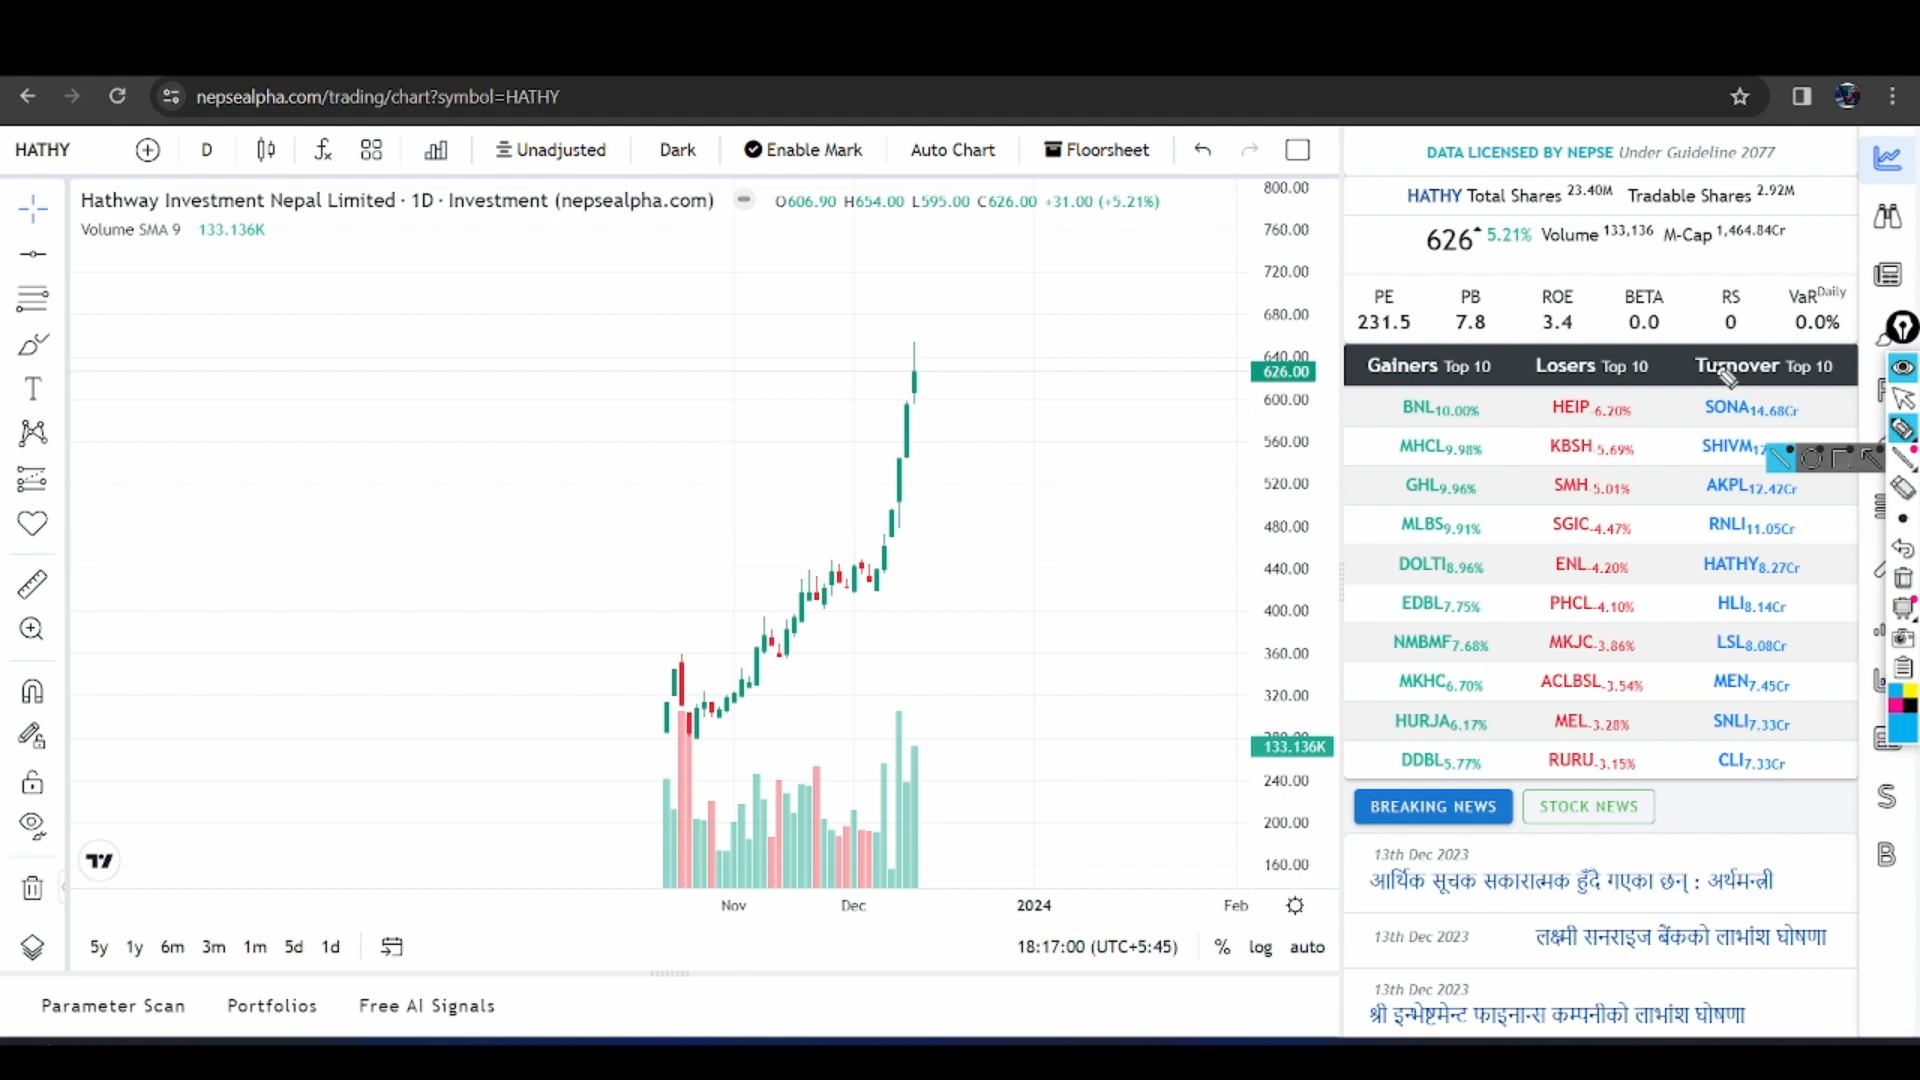 nepsealpha.com/trading/chart?symbol=HATHY
HATHY D Unadjusted Dark Enable Mark Auto Chart Floorsheet
Hathway Investment Nepal Limited · 1D · Investment (nepsealpha.com) O606.90 H654.00 L595.00 C626.00 +31.00 (+5.21%)
Volume SMA 9 133.136K
800.00
760.00
720.00
680.00
640.00
626.00
600.00
560.00
520.00
480.00
440.00
400.00
360.00
320.00
133.136K
240.00
200.00
160.00
Nov Dec 2024 Feb
5y 1y 6m 3m 1m 5d 1d 18:17:00 (UTC+5:45) % log auto
Parameter Scan Portfolios Free AI Signals
DATA LICENSED BY NEPSE Under Guideline 2077
HATHY Total Shares 23.40M Tradable Shares 2.92M
626 5.21% Volume 133,136 M-Cap 1,464.84Cr
PE PB ROE BETA RS VaR Daily
231.5 7.8 3.4 0.0 0 0.0%
Gainers Top 10 Losers Top 10 Turnover Top 10
BNL 10.00% HEIP -6.20% SONA 14.68Cr
MHCL 9.98% KBSH -5.69% SHIVM
GHL 9.96% SMH -5.01% AKPL 12.42Cr
MLBS 9.91% SGIC -4.47% RNLI 11.05Cr
DOLTI 8.96% ENL -4.20% HATHY 8.27Cr
EDBL 7.75% PHCL -4.10% HLI 8.14Cr
NMBMF 7.68% MKJC -3.86% LSL 8.08Cr
MKHC 6.70% ACLBSL -3.54% MEN 7.45Cr
HURJA 6.17% MEL -3.28% SNLI 7.33Cr
DDBL 5.77% RURU -3.15% CLI 7.33Cr
BREAKING NEWS STOCK NEWS
13th Dec 2023
आर्थिक सूचक सकारात्मक हुँदै गएका छन् : अर्थमन्त्री
13th Dec 2023 लक्ष्मी सनराइज बैंकको लाभांश घोषणा
13th Dec 2023
श्री इन्भेष्टमेन्ट फाइनान्स कम्पनीको लाभांश घोषणा
S
B